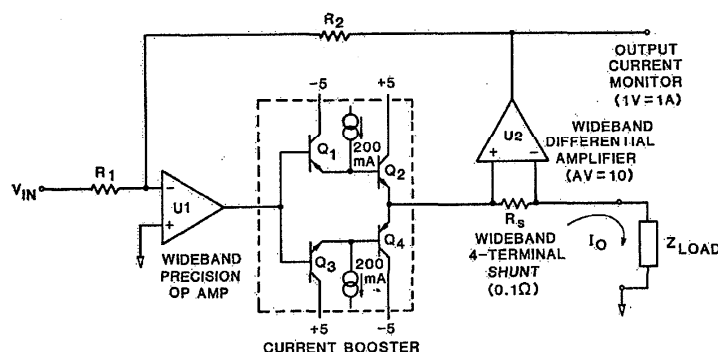 R2
-5 +5
OUTPUT
CURRENT
MONITOR
(1V=1A)
U2
WIDEBAND
DIFFERENTIAL
AMPLIFIER
(AV=10)
+ -
R1
VIN
-
+
U1
WIDEBAND
PRECISION
OP AMP
Q1
200
mA
Q2
Q3
200
mA
Q4
+5 -5
CURRENT BOOSTER
RS
WIDEBAND
4-TERMINAL
SHUNT
(0.1Ω)
IO
ZLOAD